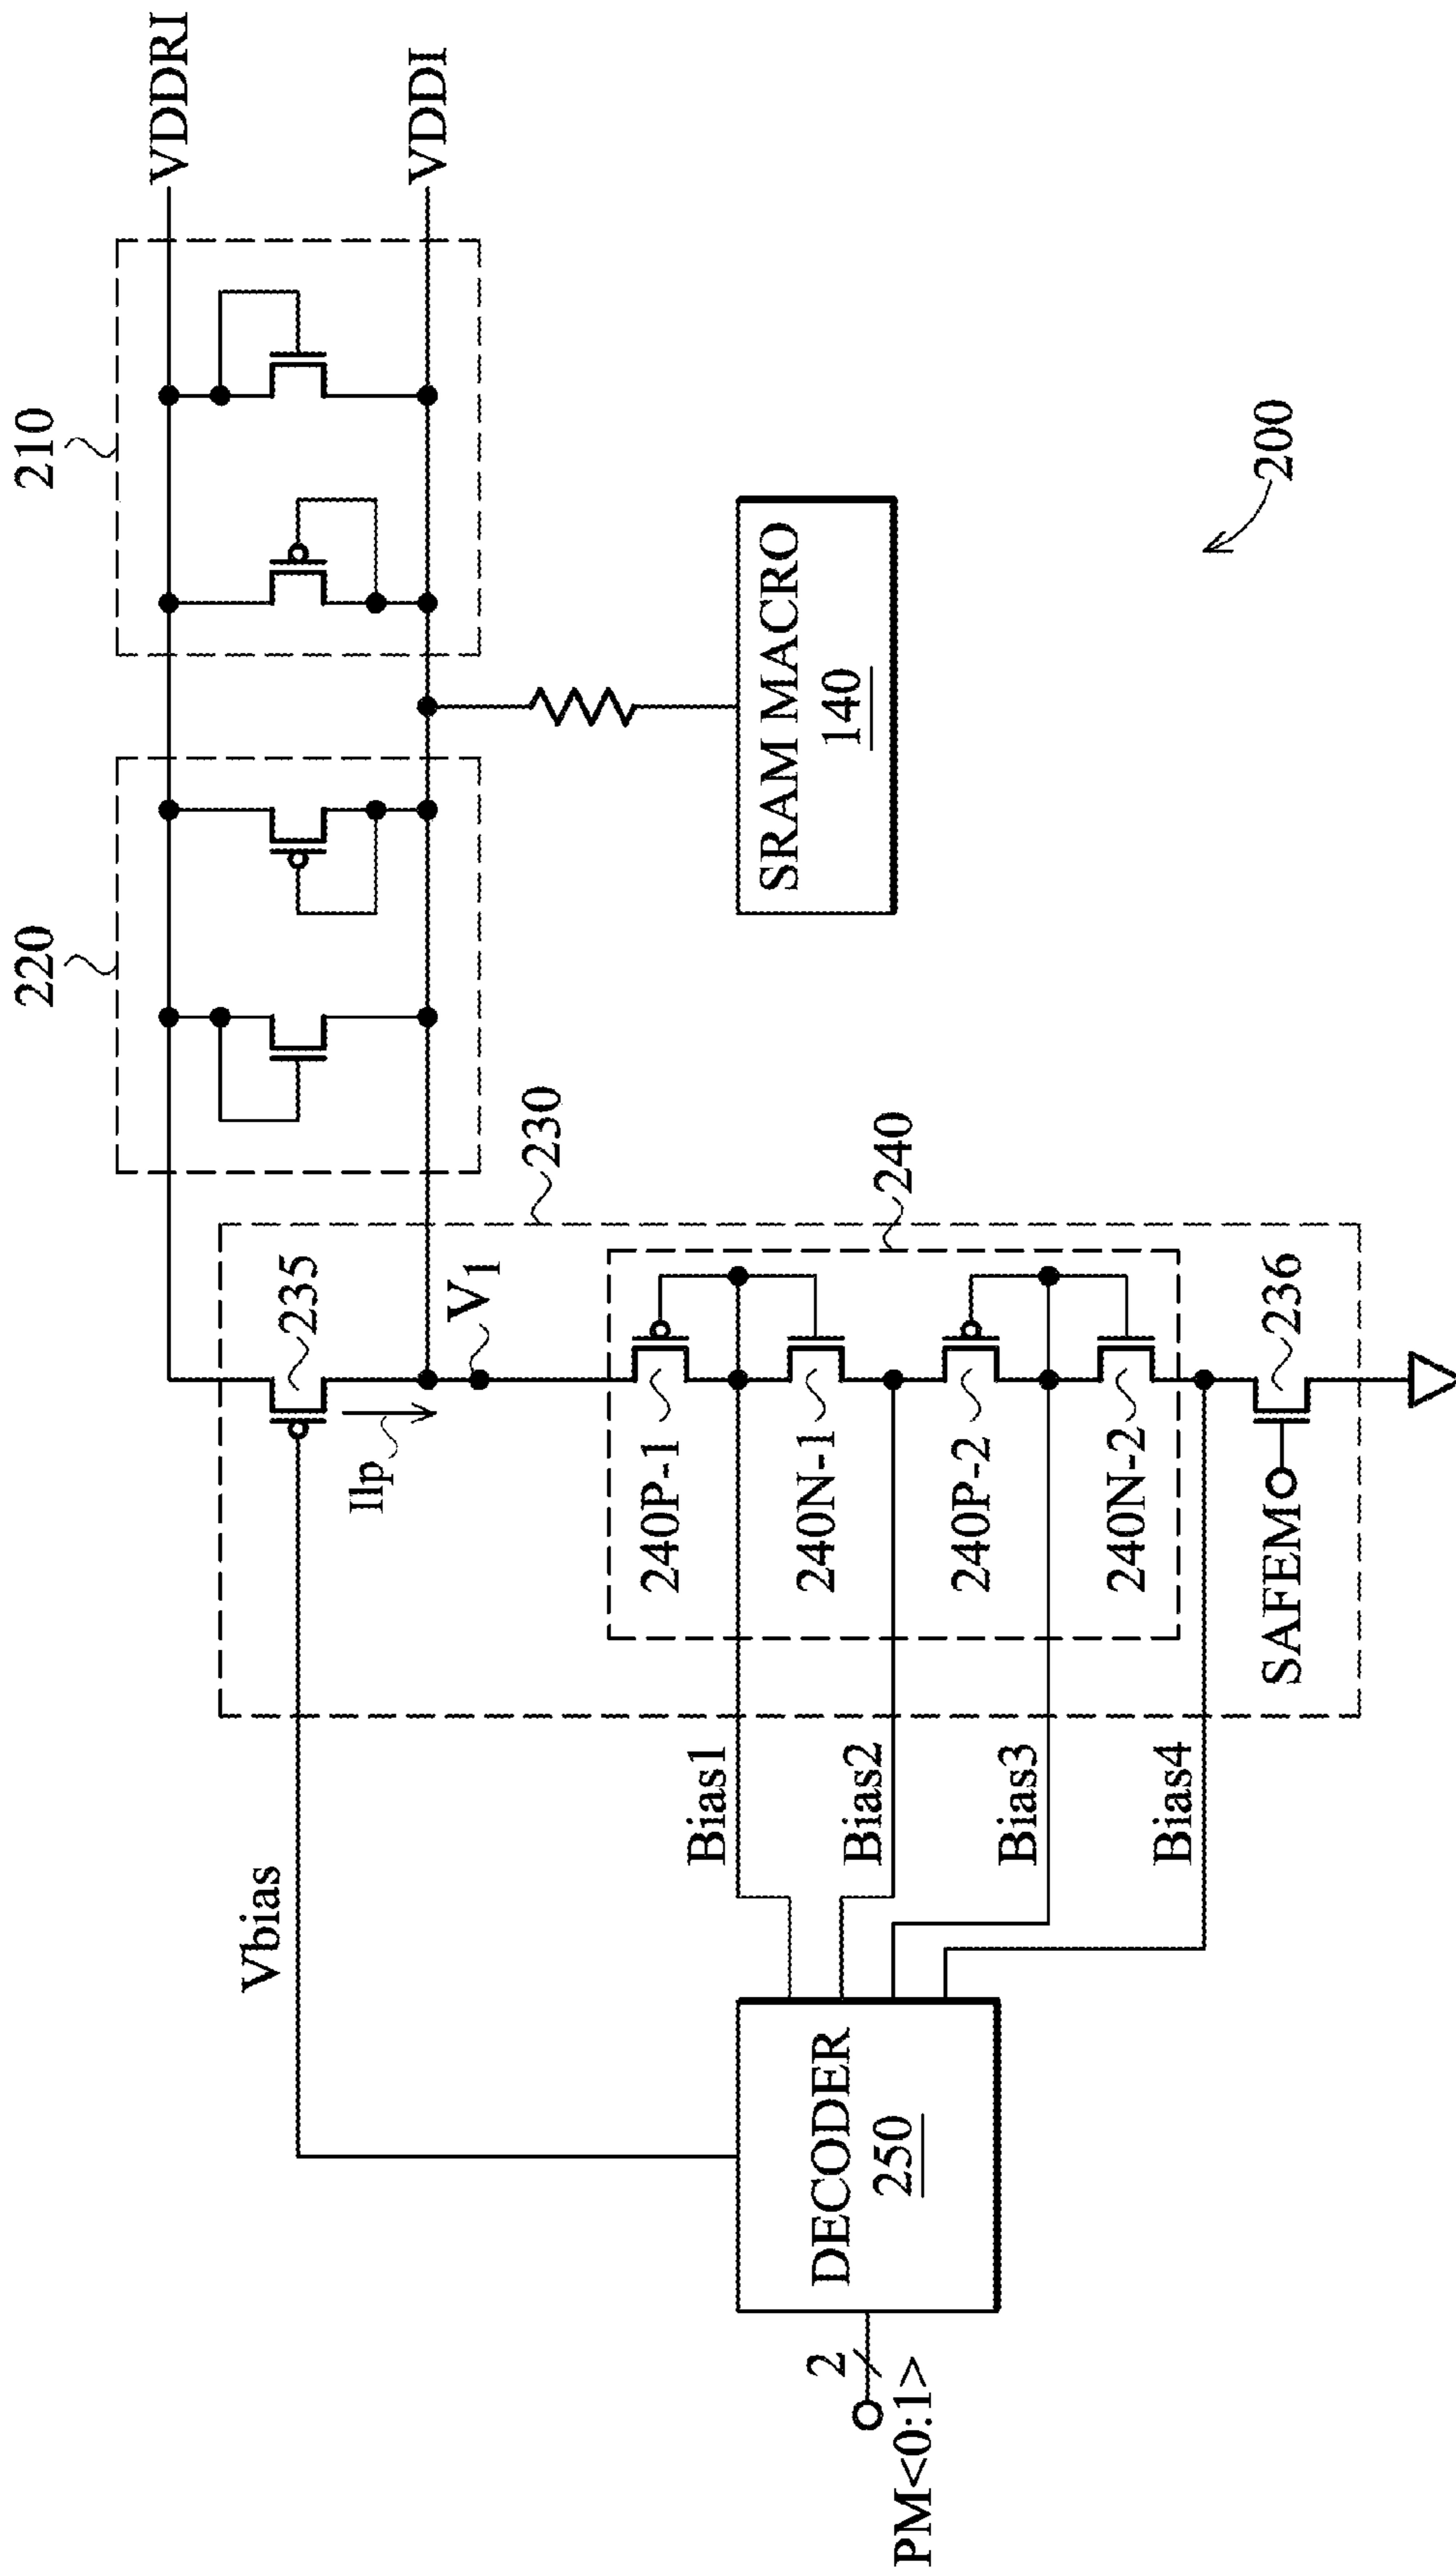 VDDRI
VDDI
210
220
230
235
V1
Ilp
240
240P-1
240N-1
240P-2
240N-2
236
SAFEM
SRAM MACRO
140
200
Vbias
Bias1
Bias2
Bias3
Bias4
DECODER
250
2
PM<0:1>